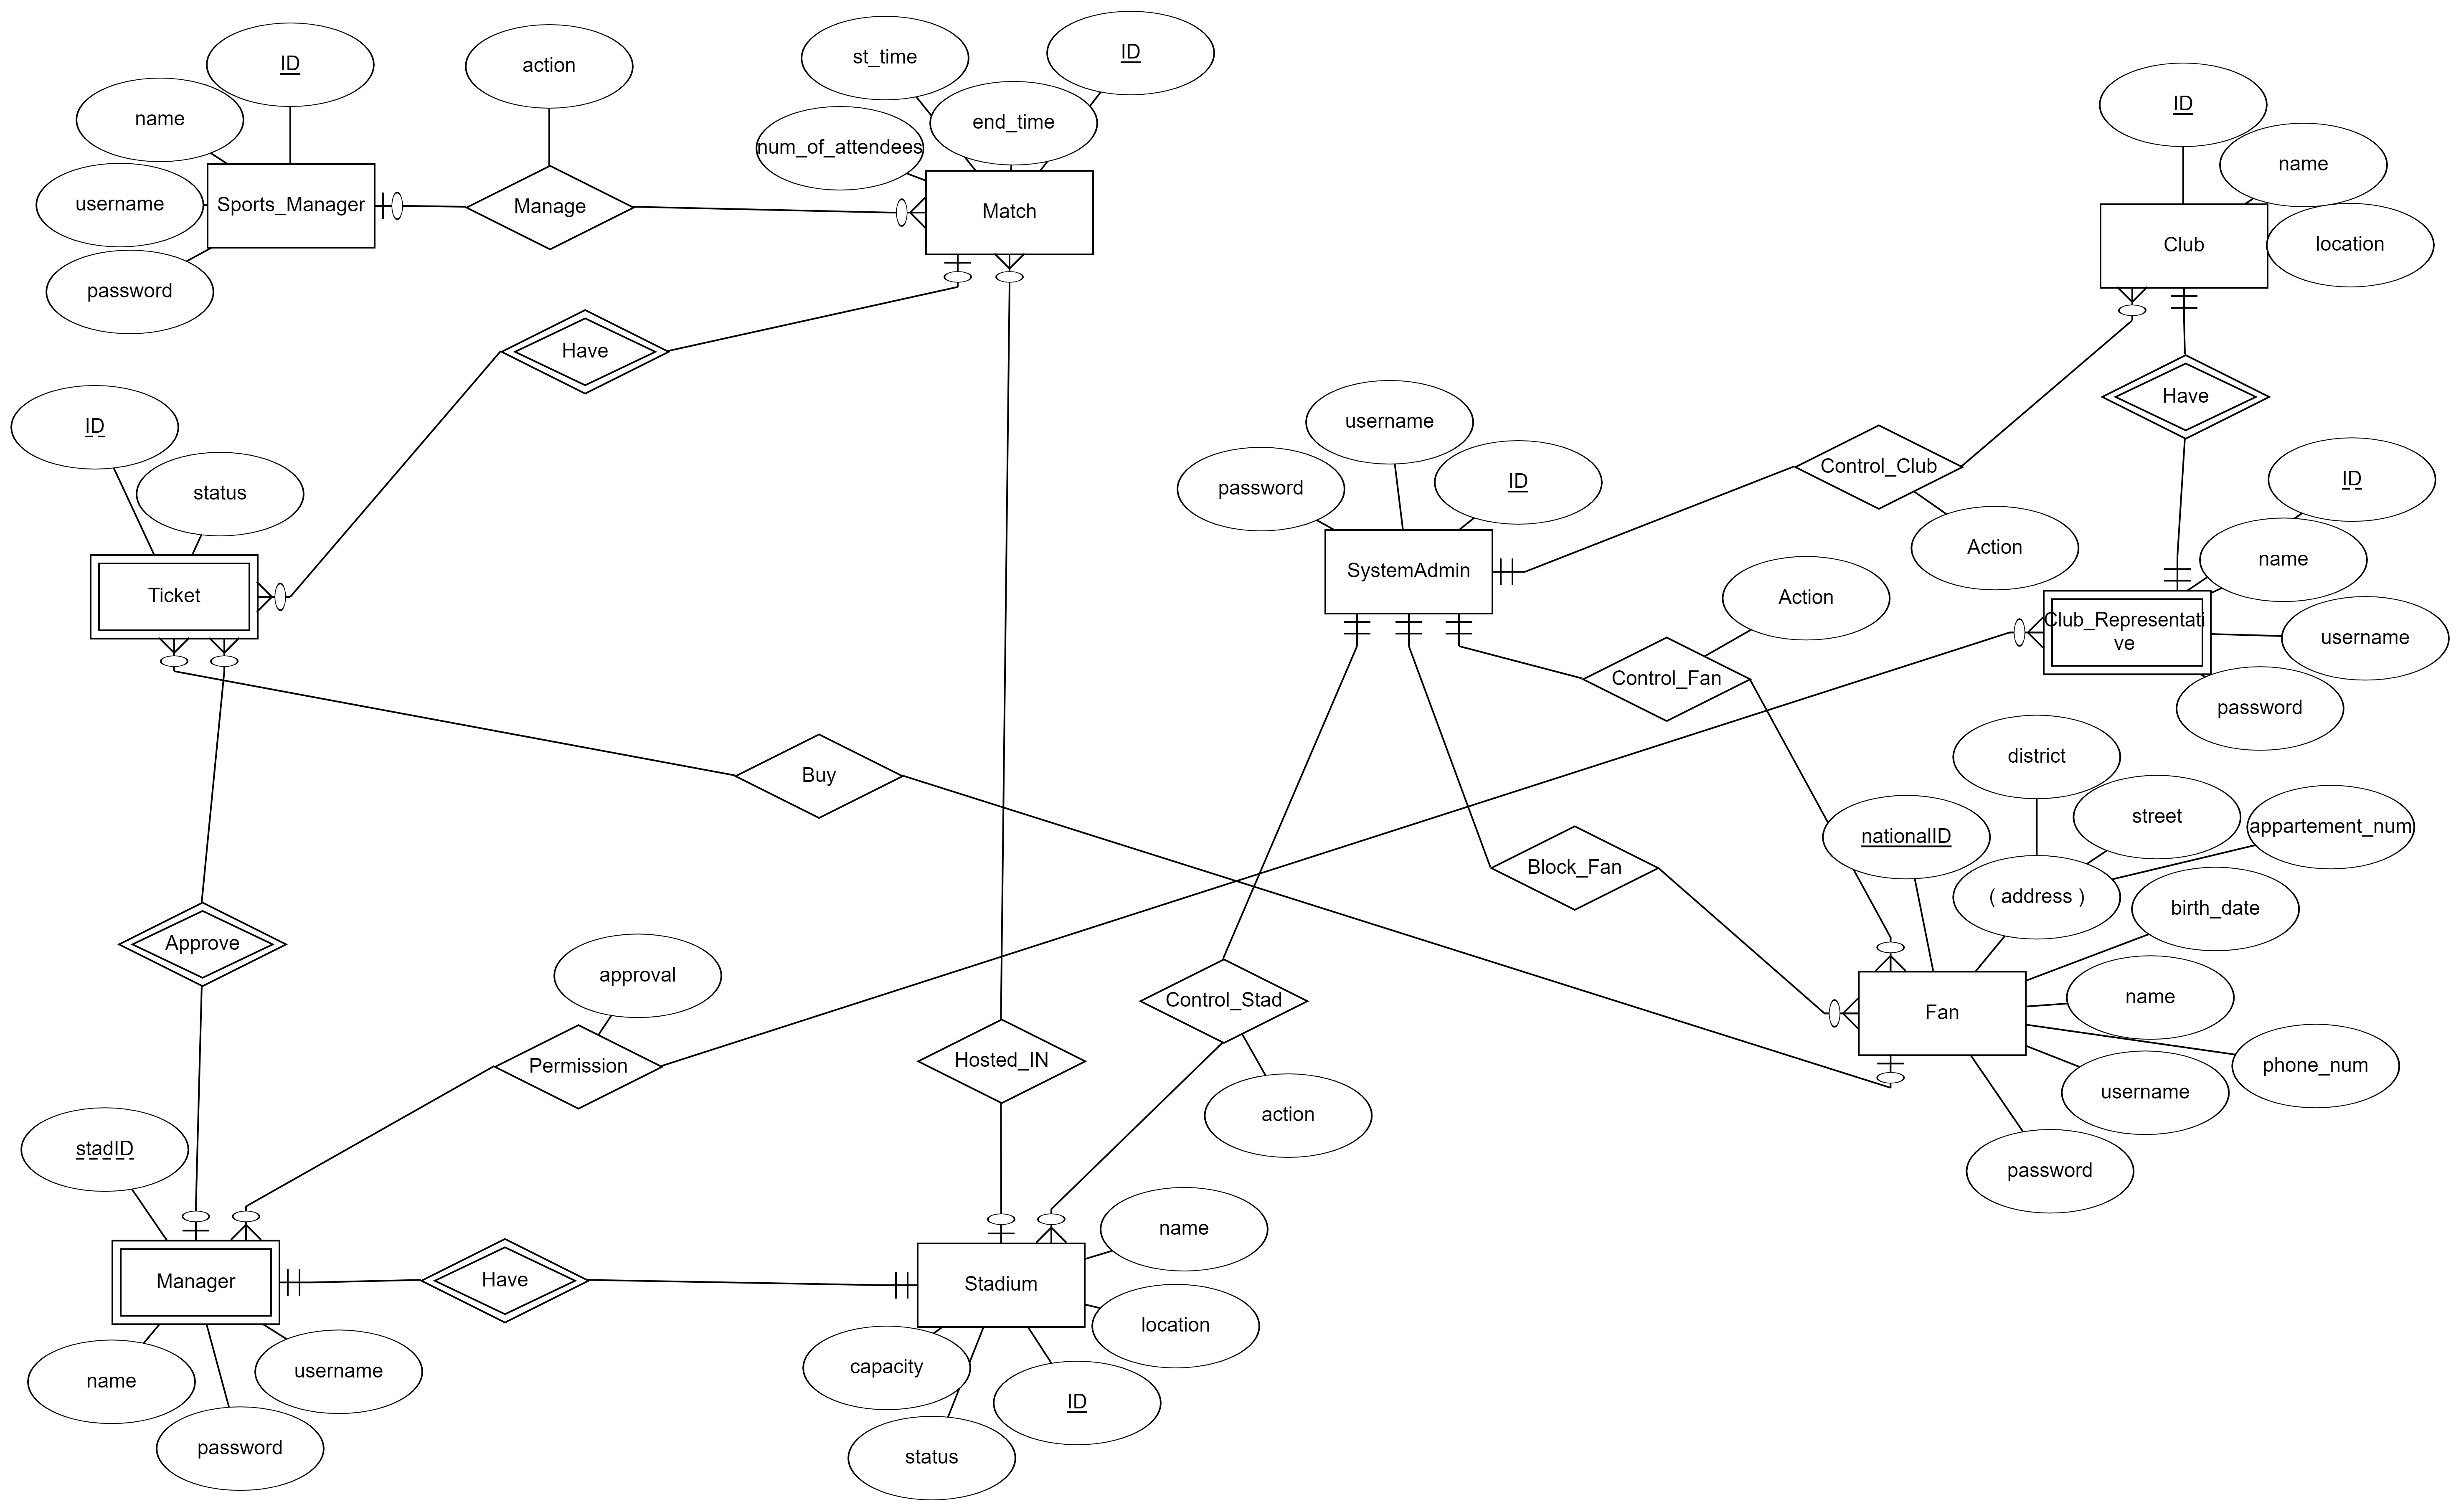 ID
action
st_time
ID
name
end_time
num_of_attendees
username
Sports_Manager
Manage
Match
password
ID
name
Club
location
Have
Have
ID
status
Ticket
username
password
ID
SystemAdmin
Control_Club
Action
ID
name
Club_Representati
ve
username
password
Action
Control_Fan
Buy
district
street
appartement_num
nationalID
( address )
birth_date
Block_Fan
Approve
approval
Permission
Hosted_IN
Control_Stad
action
Fan
name
phone_num
username
password
stadID
Manager
Have
Stadium
name
location
name
username
password
capacity
ID
status